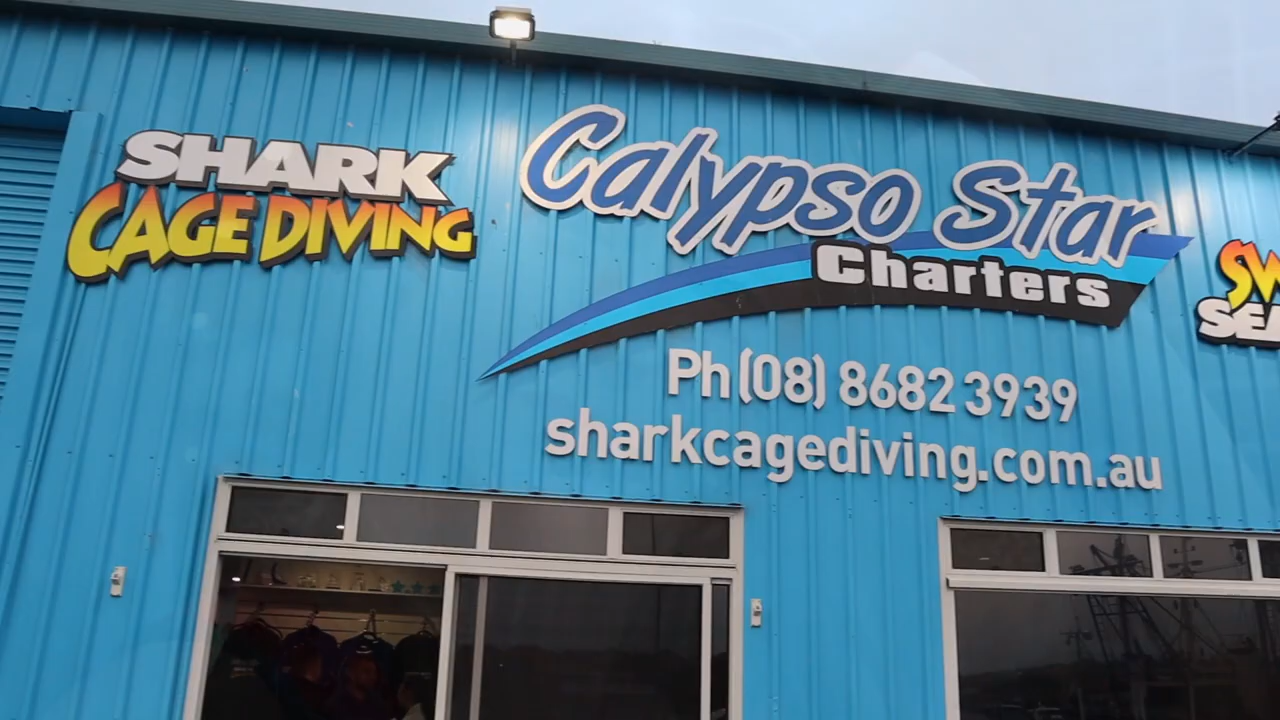 SHARK
CAGE DIVING
Calypso Star
Charters
Ph (08) 8682 3939
sharkcagediving.com.au